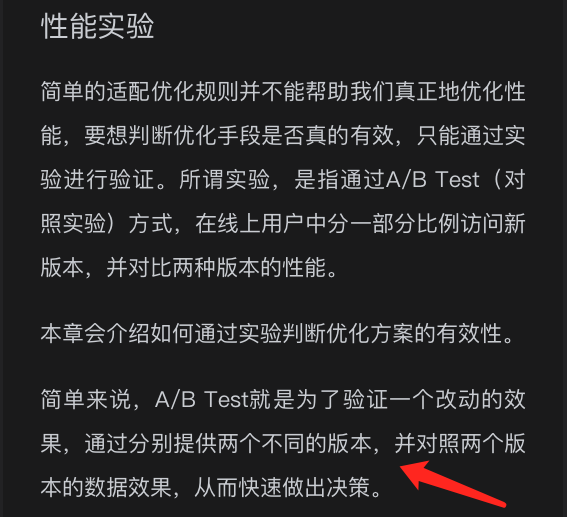 性能实验
简单的适配优化规则并不能帮助我们真正地优化性
能，要想判断优化手段是否真的有效，只能通过实
验进行验证。所谓实验，是指通过A/B Test（对
照实验）方式，在线上用户中分一部分比例访问新
版本，并对比两种版本的性能。
本章会介绍如何通过实验判断优化方案的有效性。
简单来说，A/B Test就是为了验证一个改动的效
果，通过分别提供两个不同的版本，并对照两个版
本的数据效果，从而快速做出决策。